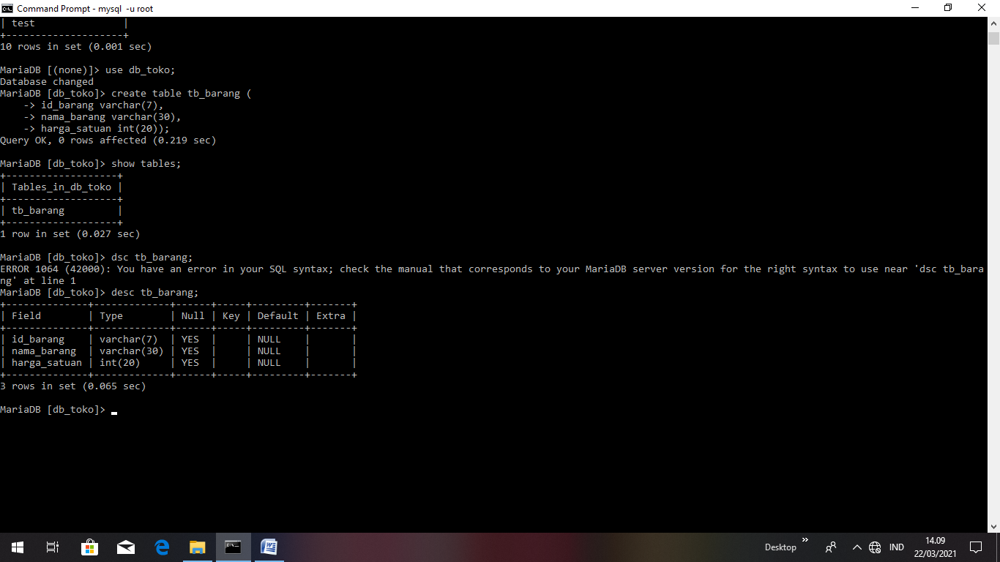 Command Prompt - mysql  -u root
| test               |
+--------------------+
10 rows in set (0.001 sec)
MariaDB [(none)]> use db_toko;
Database changed
MariaDB [db_toko]> create table tb_barang (
    -> id_barang varchar(7),
    -> nama_barang varchar(30),
    -> harga_satuan int(20));
Query OK, 0 rows affected (0.219 sec)
MariaDB [db_toko]> show tables;
+-------------------+
| Tables_in_db_toko |
+-------------------+
| tb_barang         |
+-------------------+
1 row in set (0.027 sec)
MariaDB [db_toko]> dsc tb_barang;
ERROR 1064 (42000): You have an error in your SQL syntax; check the manual that corresponds to your MariaDB server version for the right syntax to use near 'dsc tb_bara
ng' at line 1
MariaDB [db_toko]> desc tb_barang;
+--------------+-------------+------+-----+---------+-------+
| Field        | Type        | Null | Key | Default | Extra |
+--------------+-------------+------+-----+---------+-------+
| id_barang    | varchar(7)  | YES  |     | NULL    |       |
| nama_barang  | varchar(30) | YES  |     | NULL    |       |
| harga_satuan | int(20)     | YES  |     | NULL    |       |
+--------------+-------------+------+-----+---------+-------+
3 rows in set (0.065 sec)
MariaDB [db_toko]>
Desktop
IND
14.09
22/03/2021